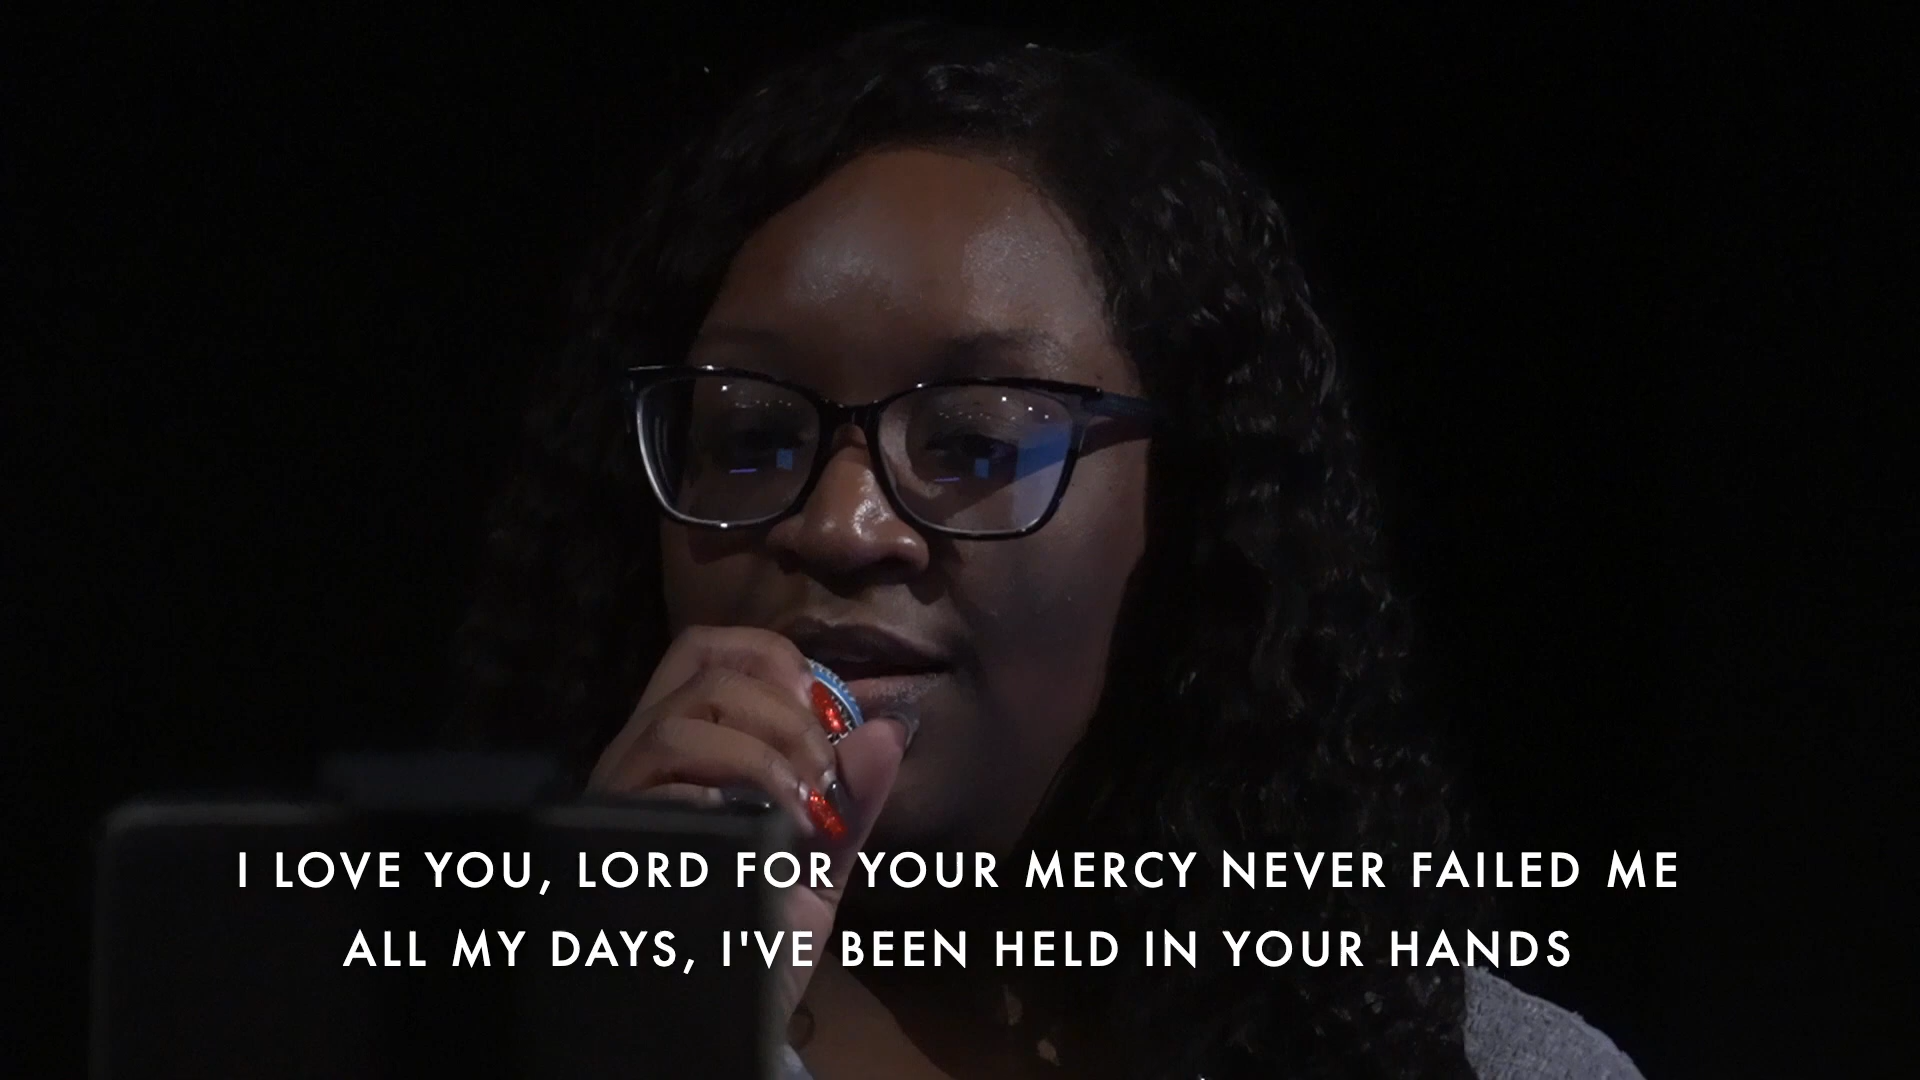 I LOVE YOU, LORD FOR YOUR MERCY NEVER FAILED ME
ALL MY DAYS, I'VE BEEN HELD IN YOUR HANDS